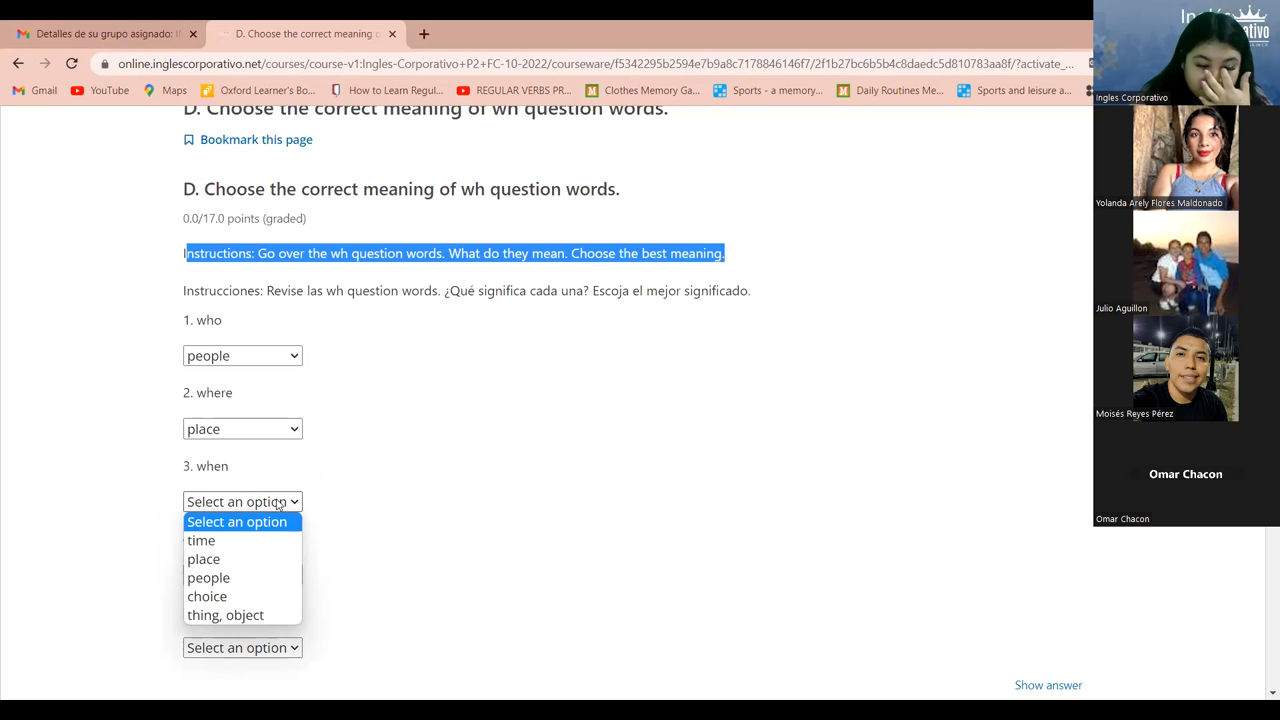 Detalles de su grupo asignado: I
D. Choose the correct meaning o
online.inglescorporativo.net/courses/course-v1:Ingles-Corporativo+P2+FC-10-2022/courseware/f5342295b2594e7b9a8c7178846146f7/2f1b27bc6b5b4c8daedc5d810783aa8f/?activate_...
Gmail
YouTube
Maps
Oxford Learner's Bo...
How to Learn Regul...
REGULAR VERBS PR...
Clothes Memory Ga...
Sports - a memory...
Daily Routines Me...
Sports and leisure a...
D. Choose the correct meaning of wh question words.
Bookmark this page
D. Choose the correct meaning of wh question words.
0.0/17.0 points (graded)
Instructions: Go over the wh question words. What do they mean. Choose the best meaning.
Instrucciones: Revise las wh question words. ¿Qué significa cada una? Escoja el mejor significado.
1. who
people
2. where
place
3. when
Select an option
Select an option
time
place
people
choice
thing, object
Select an option
Show answer
Ingles Corporativo
Yolanda Arely Flores Maldonado
Julio Aguillon
Moisés Reyes Pérez
Omar Chacon
Omar Chacon